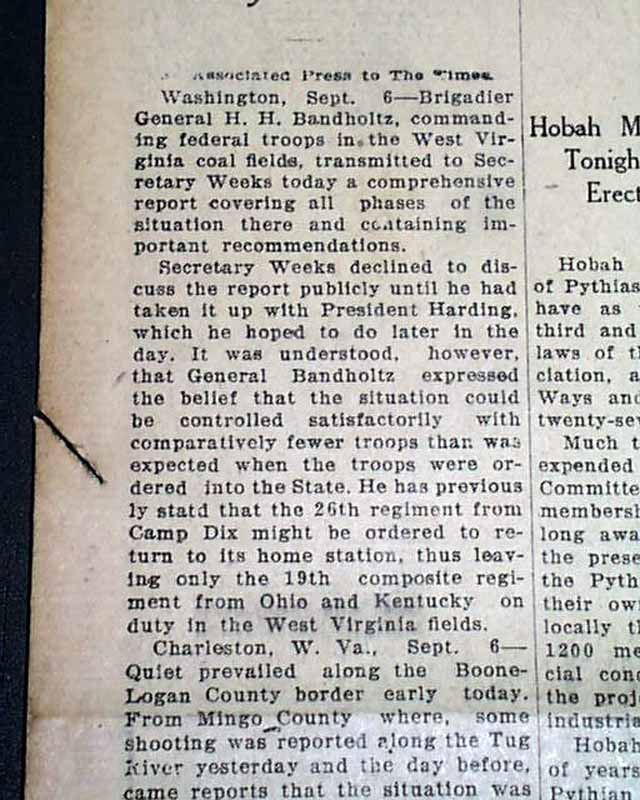 Associated Press to The Times.
Washington, Sept. 6—Brigadier
General H. H. Bandholtz, command-
ing federal troops in the West Vir-
ginia coal fields, transmitted to Sec-
retary Weeks today a comprehensive
report covering all phases of the
situation there and containing im-
portant recommendations.
Secretary Weeks declined to dis-
cuss the report publicly until he had
taken it up with President Harding,
which he hoped to do later in the
day. It was understood, however,
that General Bandholtz expressed
the belief that the situation could
be controlled satisfactorily with
comparatively fewer troops than was
expected when the troops were or-
dered into the State. He has previous
ly statd that the 26th regiment from
Camp Dix might be ordered to re-
turn to its home station, thus leav-
ing only the 19th composite regi-
ment from Ohio and Kentucky on
duty in the West Virginia fields.
Charleston, W. Va., Sept. 6—
Quiet prevailed along the Boone-
Logan County border early today.
From Mingo County where, some
shooting was reported along the Tug
River yesterday and the day before,
came reports that the situation was
Hobah M
Tonigh
Erect
Hobah
of Pythias
have as
third and
laws of t
ciation, a
Ways and
twenty-sev
Much t
expended
Committe
membersh
long awa
the prese
the Pyth
their own
locally th
1200 me
cial cond
the proj
industria
Hobah
of years
Pythian